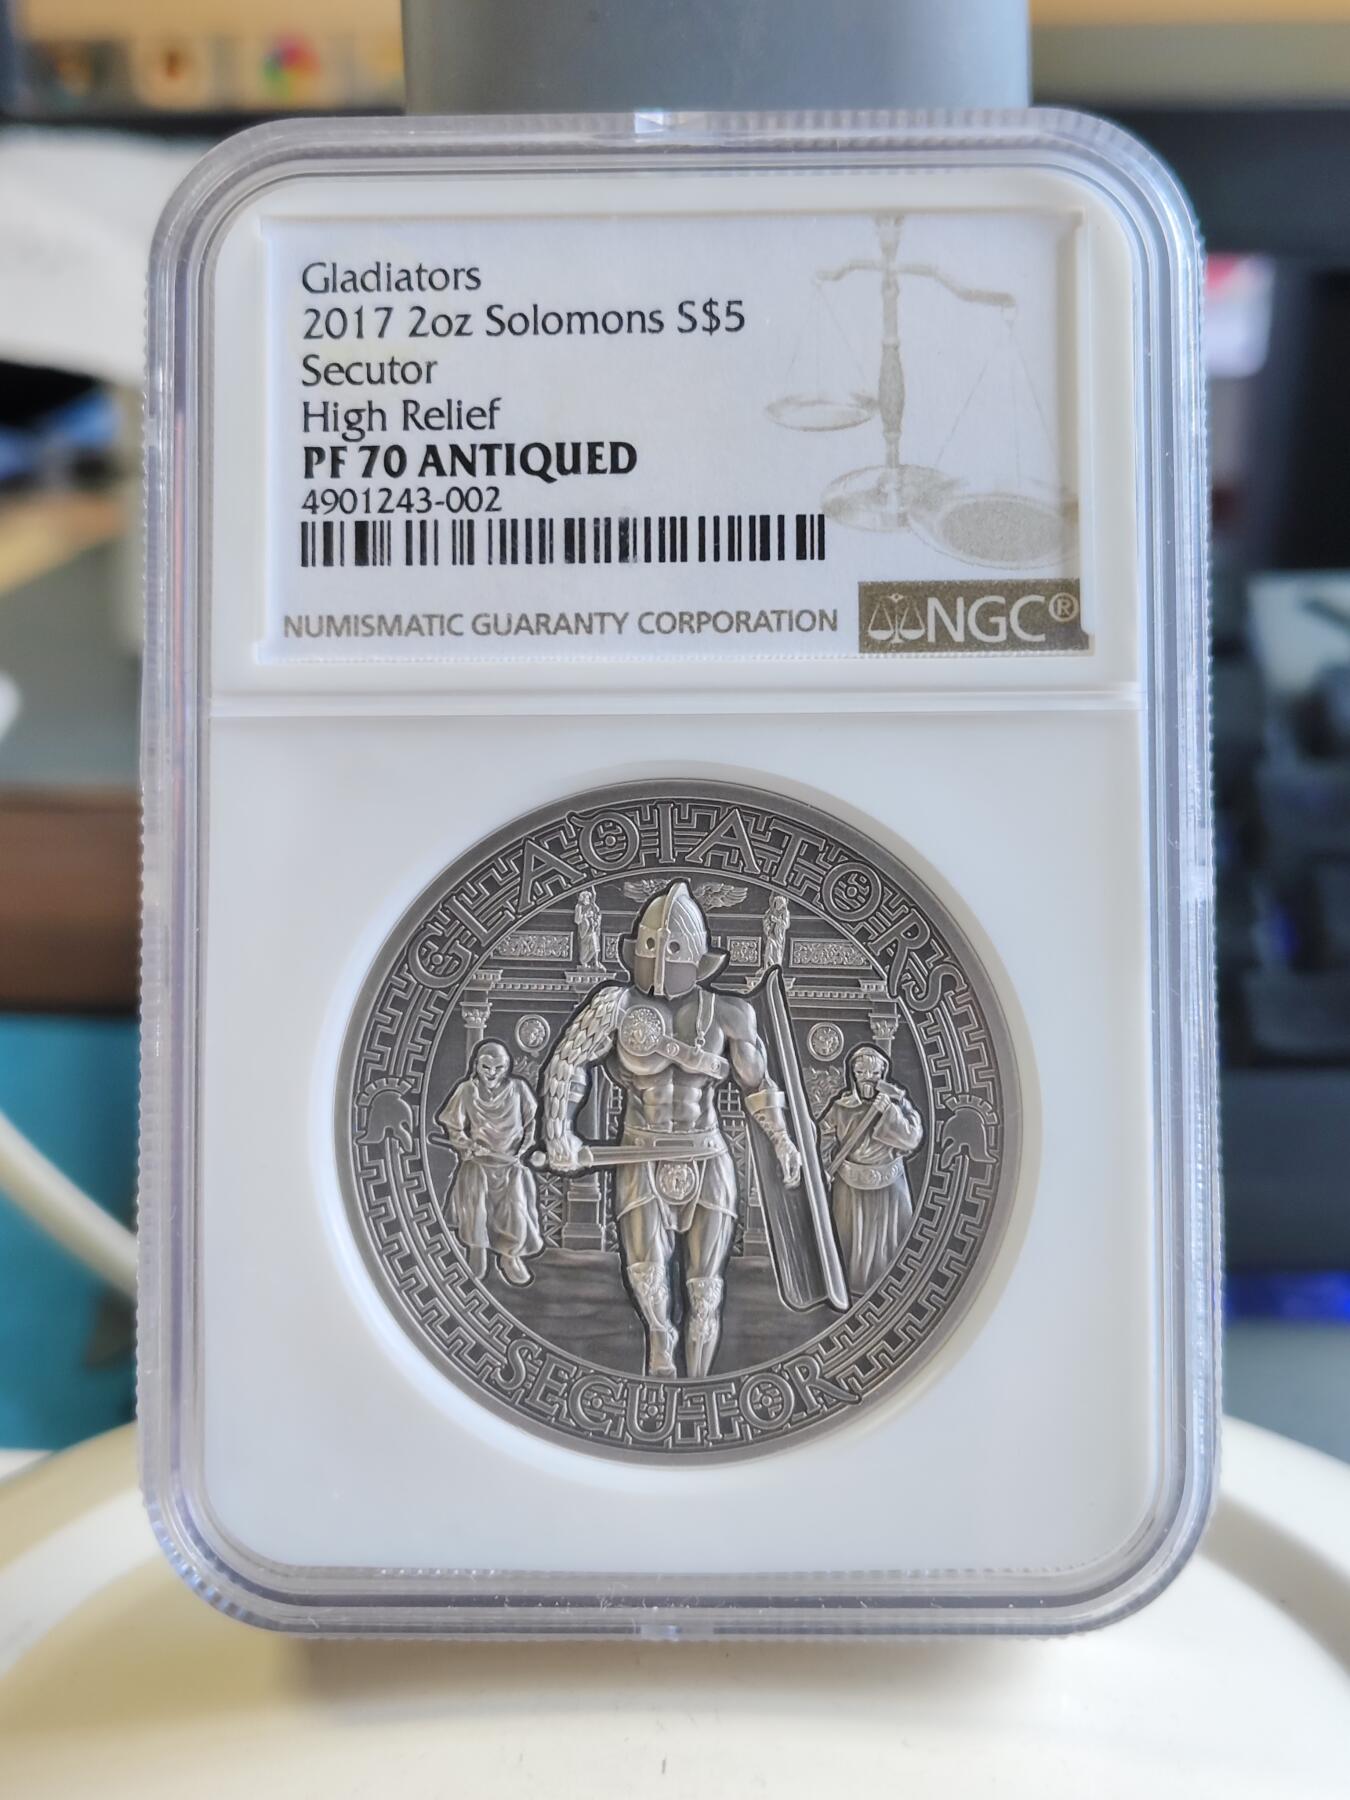 Gladiators
2017 2oz Solomons S$5
Secutor
High Relief
PF 70 ANTIQUED
4901243-002
NUMISMATIC GUARANTY CORPORATION
NGC®
GLADIATORS
SECUTOR